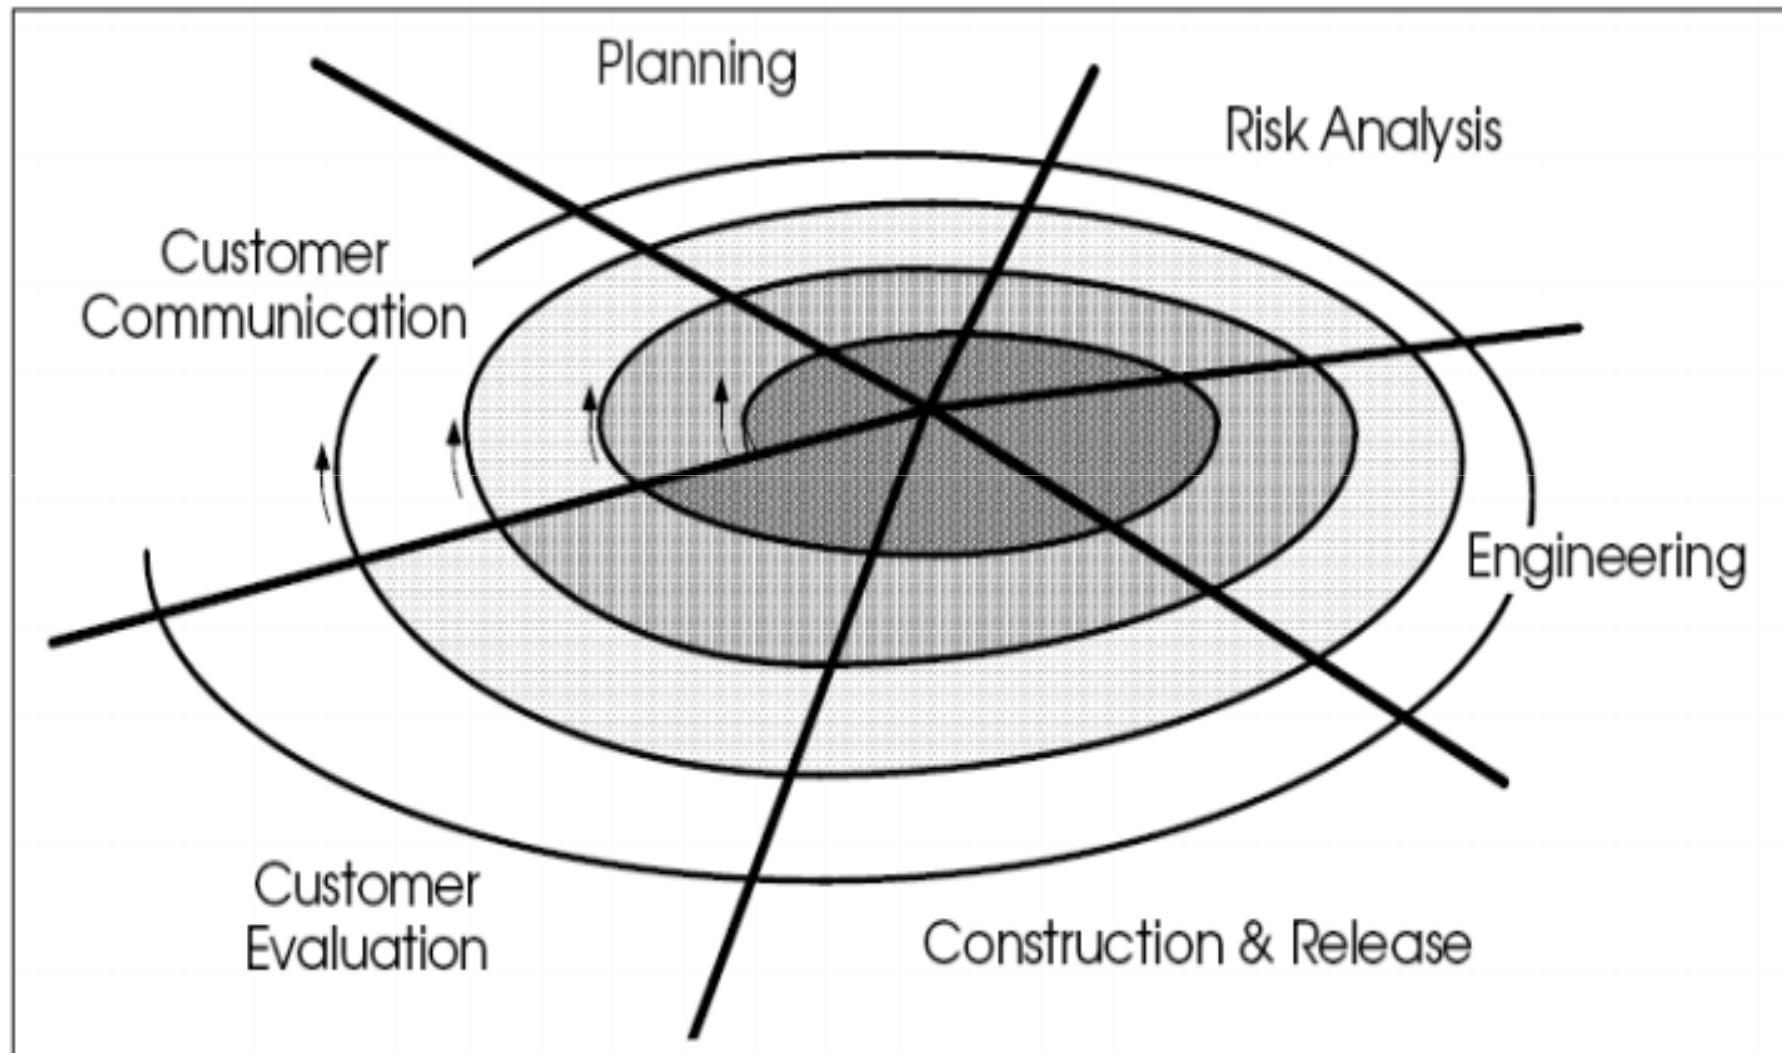 Planning
Risk Analysis
Customer
Communication
Engineering
Customer
Evaluation
Construction & Release